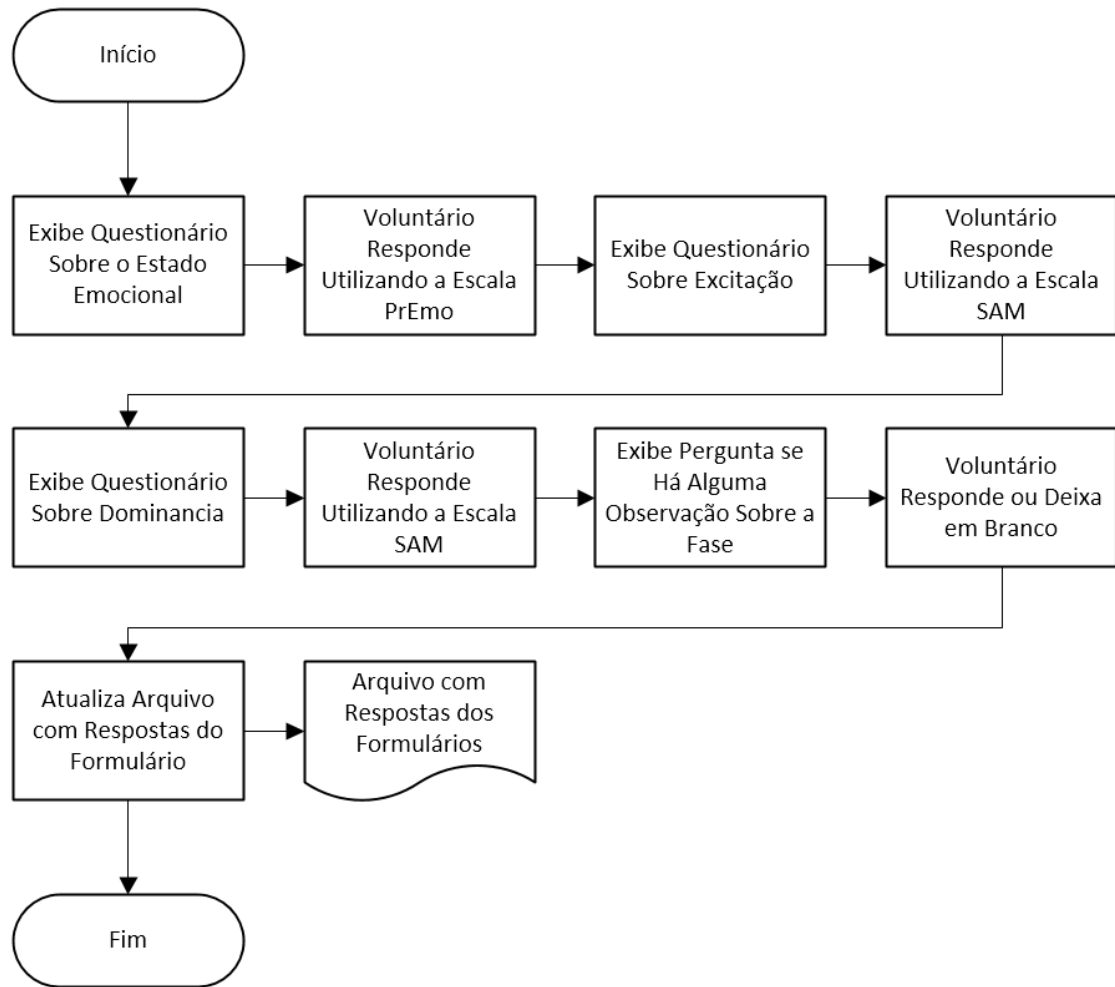 Início
Exibe Questionário
Sobre o Estado
Emocional
Voluntário
Responde
Utilizando a Escala
PrEmo
Exibe Questionário
Sobre Excitação
Voluntário
Responde
Utilizando a Escala
SAM
Exibe Questionário
Sobre Dominancia
Voluntário
Responde
Utilizando a Escala
SAM
Exibe Pergunta se
Há Alguma
Observação Sobre a
Fase
Voluntário
Responde ou Deixa
em Branco
Atualiza Arquivo
com Respostas do
Formulário
Arquivo com
Respostas dos
Formulários
Fim